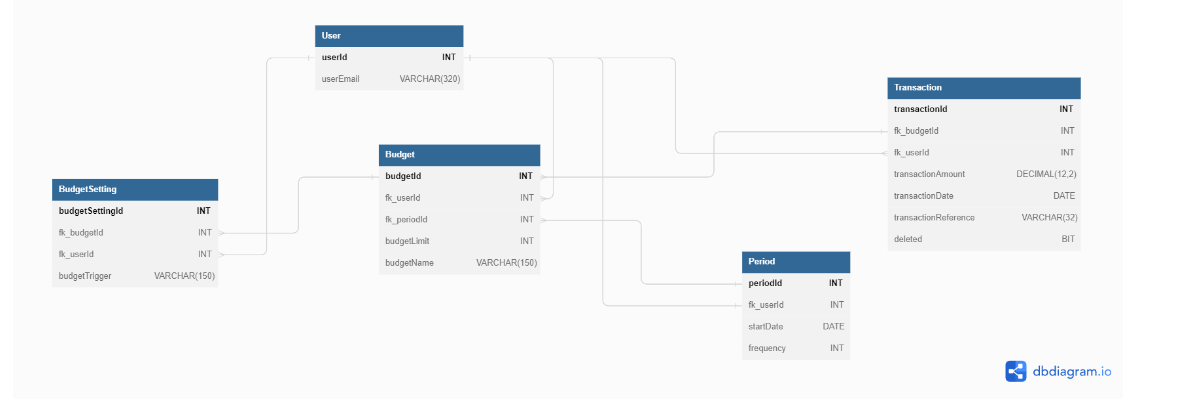 User
userId INT
userEmail VARCHAR(320)
Transaction
transactionId INT
fk_budgetId INT
fk_userId INT
transactionAmount DECIMAL(12,2)
transactionDate DATE
transactionReference VARCHAR(32)
deleted BIT
Budget
budgetId INT
fk_userId INT
fk_periodId INT
budgetLimit INT
budgetName VARCHAR(150)
BudgetSetting
budgetSettingId INT
fk_budgetId INT
fk_userId INT
budgetTrigger VARCHAR(150)
Period
periodId INT
fk_userId INT
startDate DATE
frequency INT
dbdiagram.io